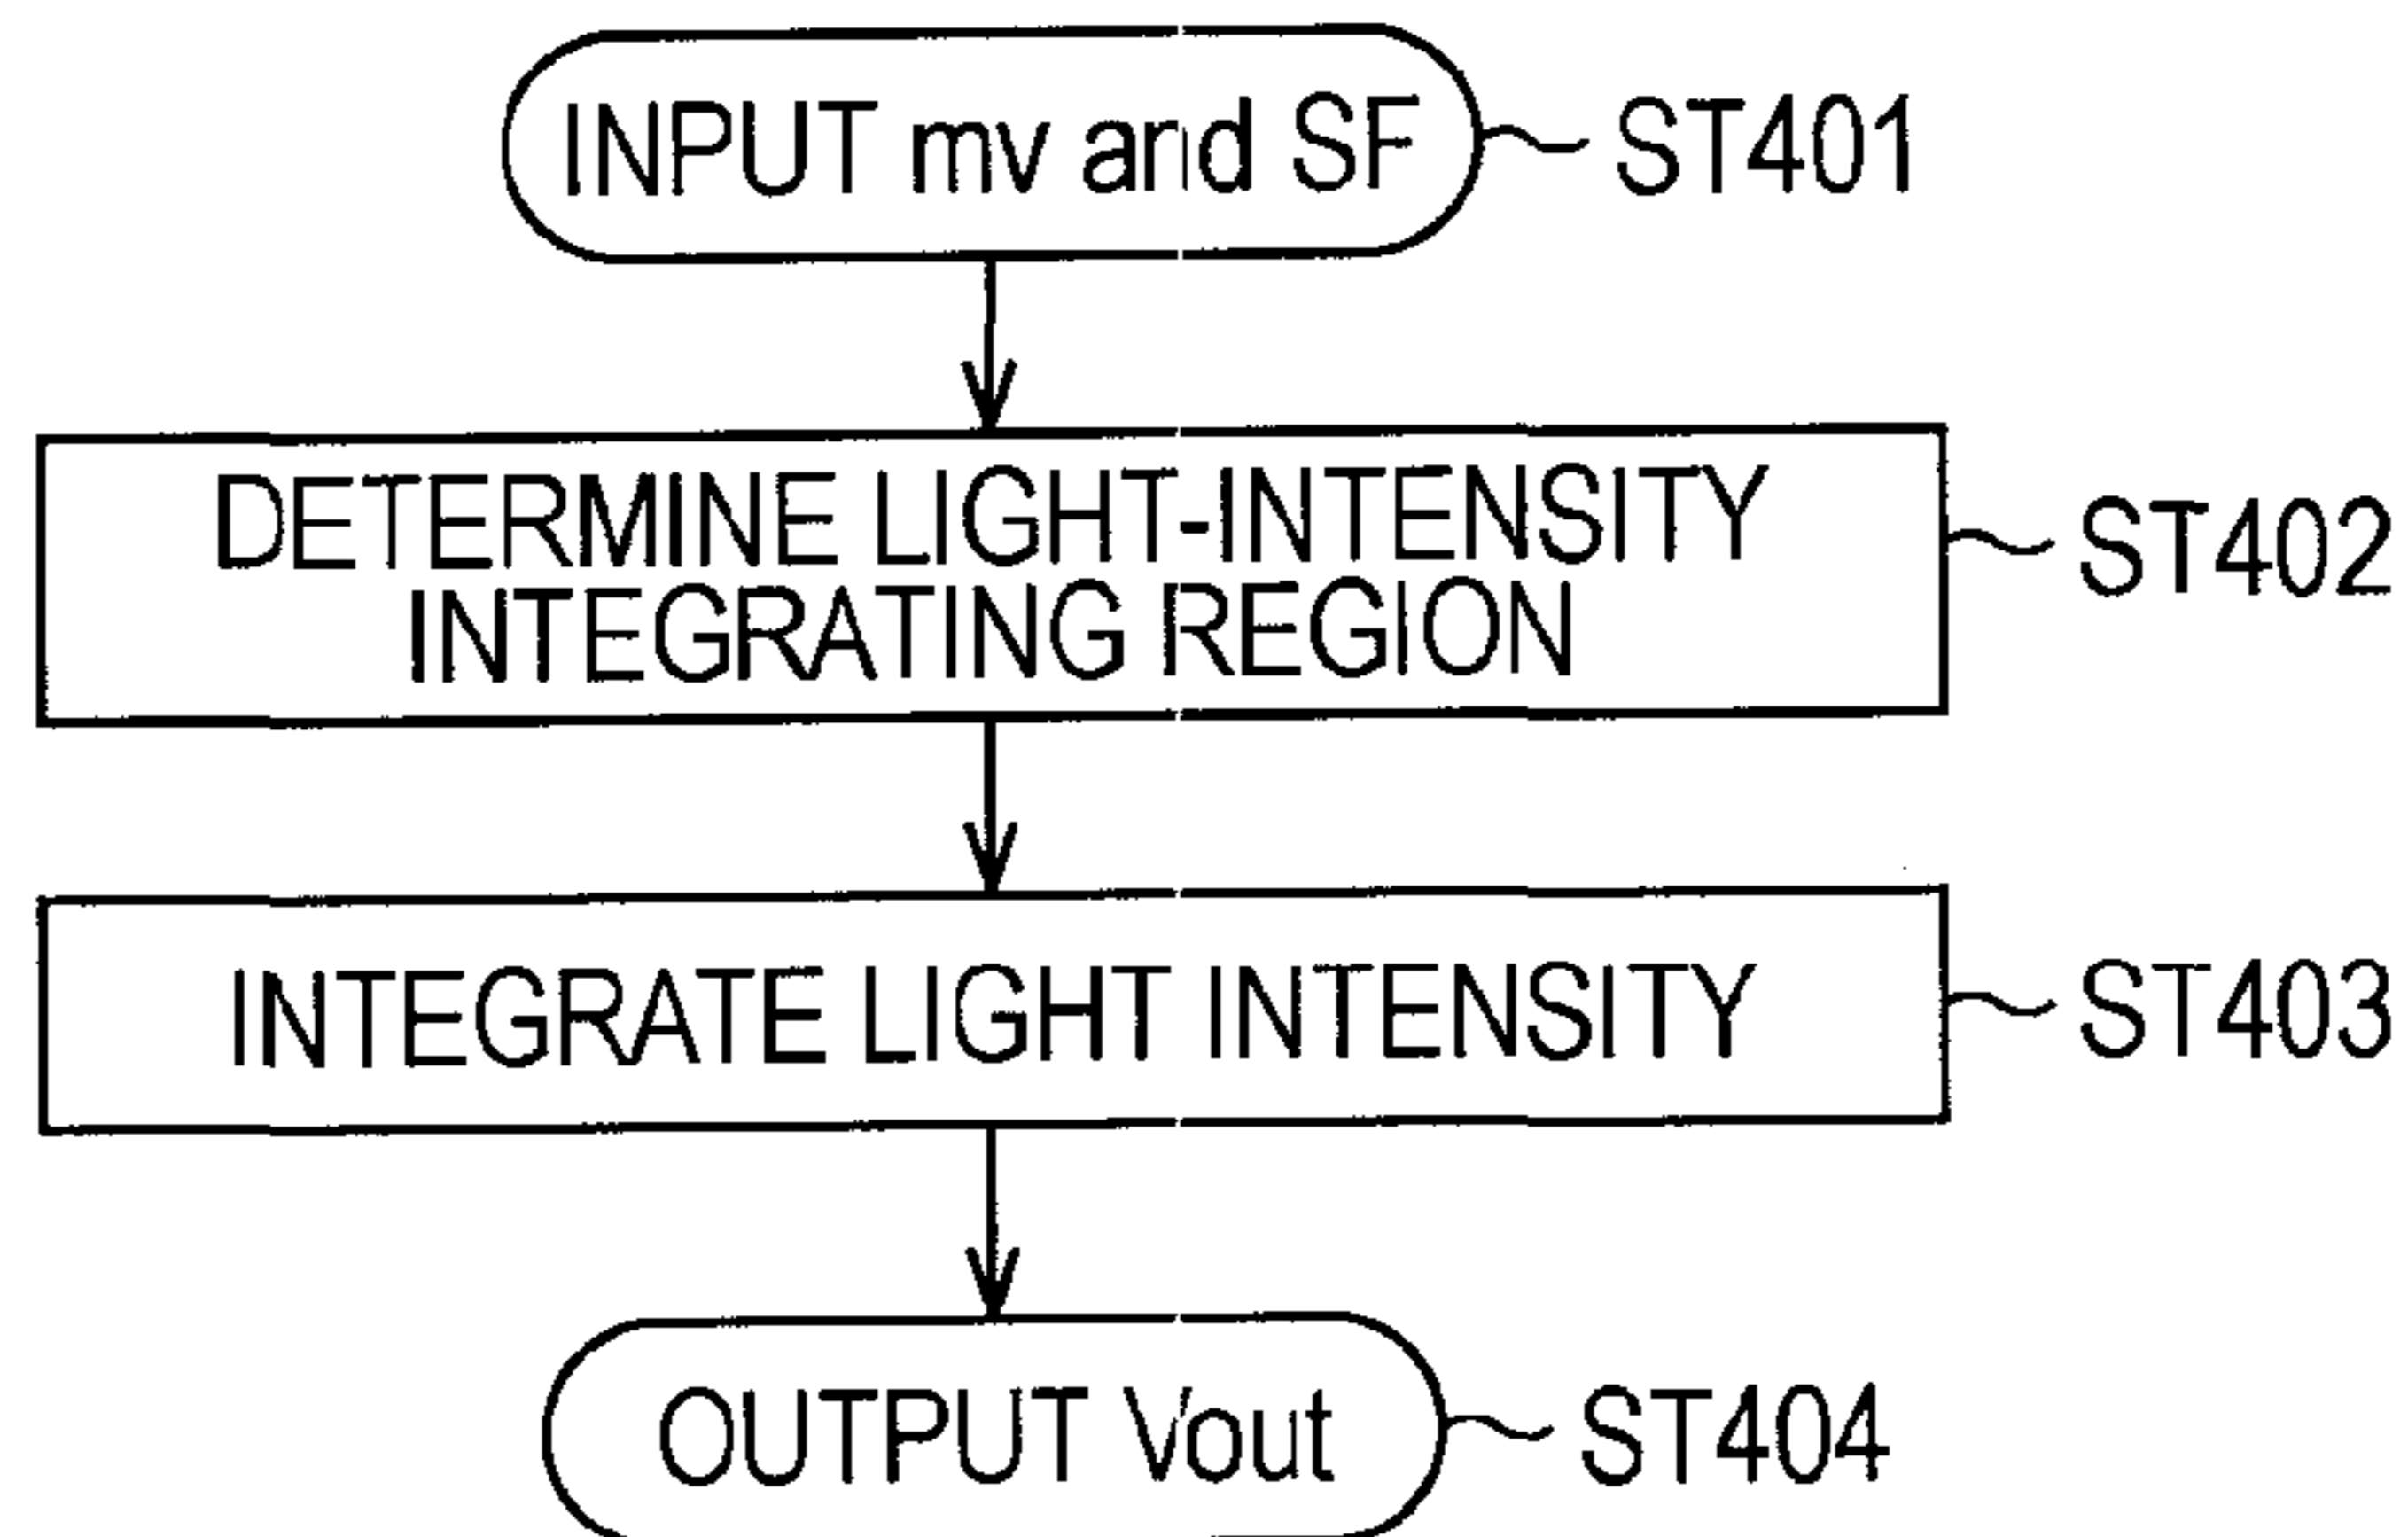 INPUT mv and SF
ST401
DETERMINE LIGHT-INTENSITY
INTEGRATING REGION
ST402
INTEGRATE LIGHT INTENSITY
ST403
OUTPUT Vout
ST404